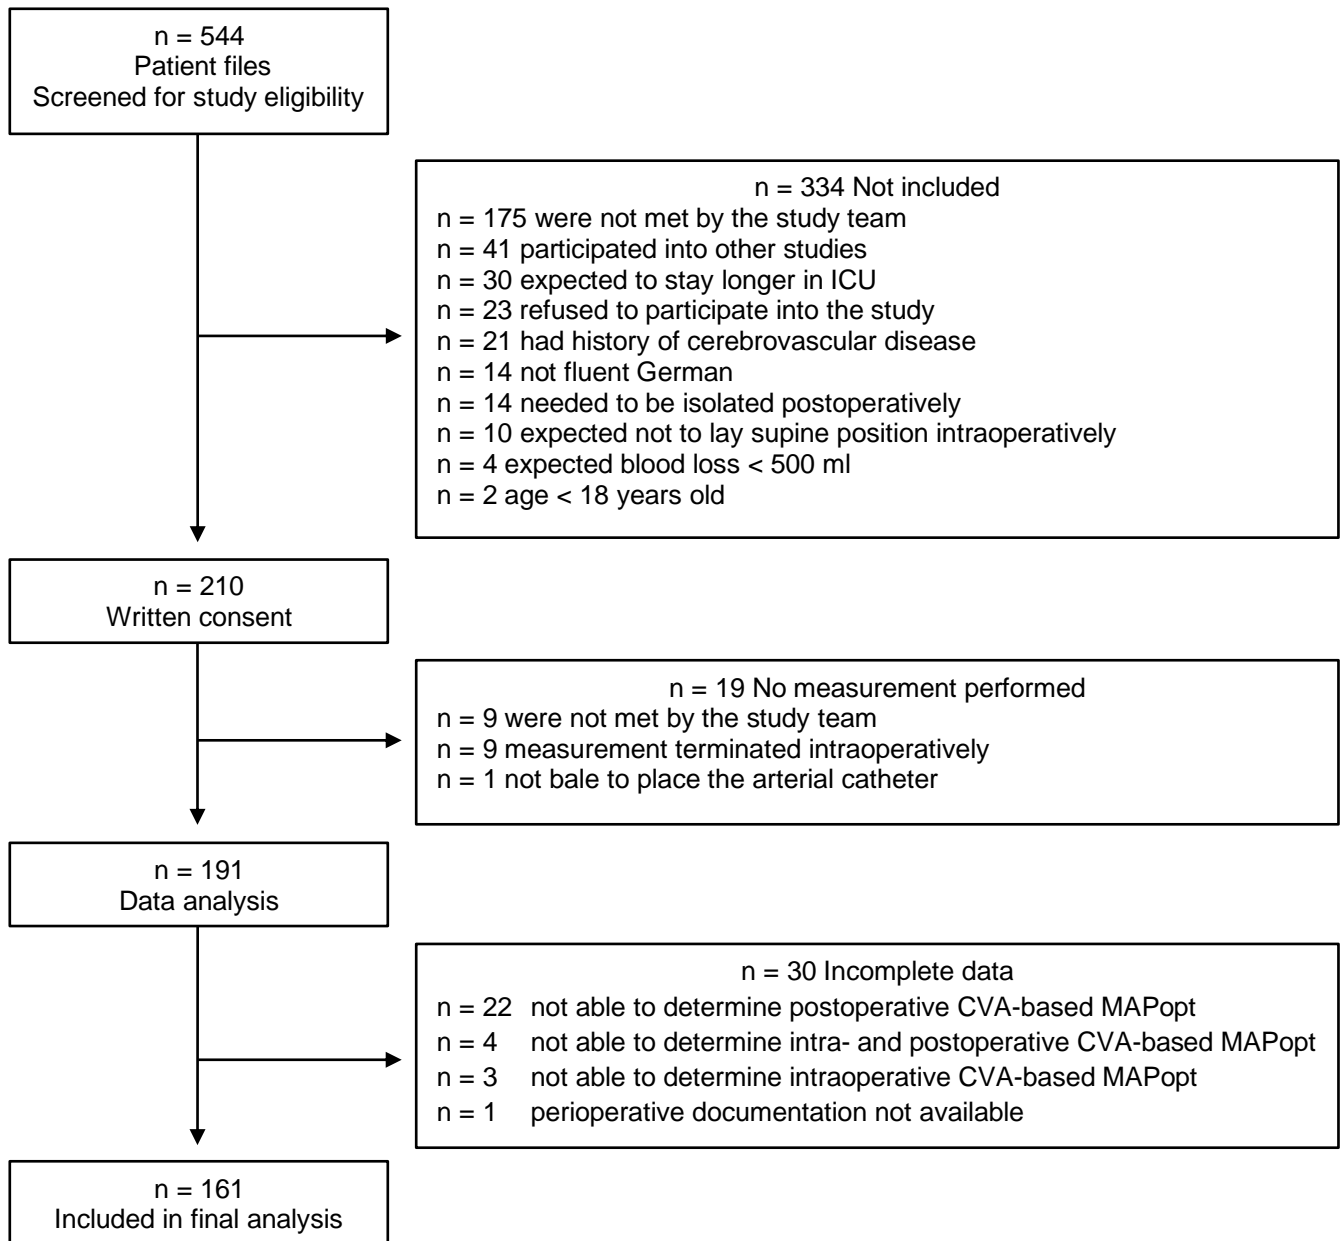 n = 544
Patient files
Screened for study eligibility
n = 334 Not included
n = 175 were not met by the study team
n = 41 participated into other studies
n = 30 expected to stay longer in ICU
n = 23 refused to participate into the study
n = 21 had history of cerebrovascular disease
n = 14 not fluent German
n = 14 needed to be isolated postoperatively
n = 10 expected not to lay supine position intraoperatively
n = 4 expected blood loss < 500 ml
n = 2 age < 18 years old
n = 210
Written consent
n = 19 No measurement performed
n = 9 were not met by the study team
n = 9 measurement terminated intraoperatively
n = 1 not bale to place the arterial catheter
n = 191
Data analysis
n = 30 Incomplete data
n = 22 not able to determine postoperative CVA-based MAPopt
n = 4 not able to determine intra- and postoperative CVA-based MAPopt
n = 3 not able to determine intraoperative CVA-based MAPopt
n = 1 perioperative documentation not available
n = 161
Included in final analysis